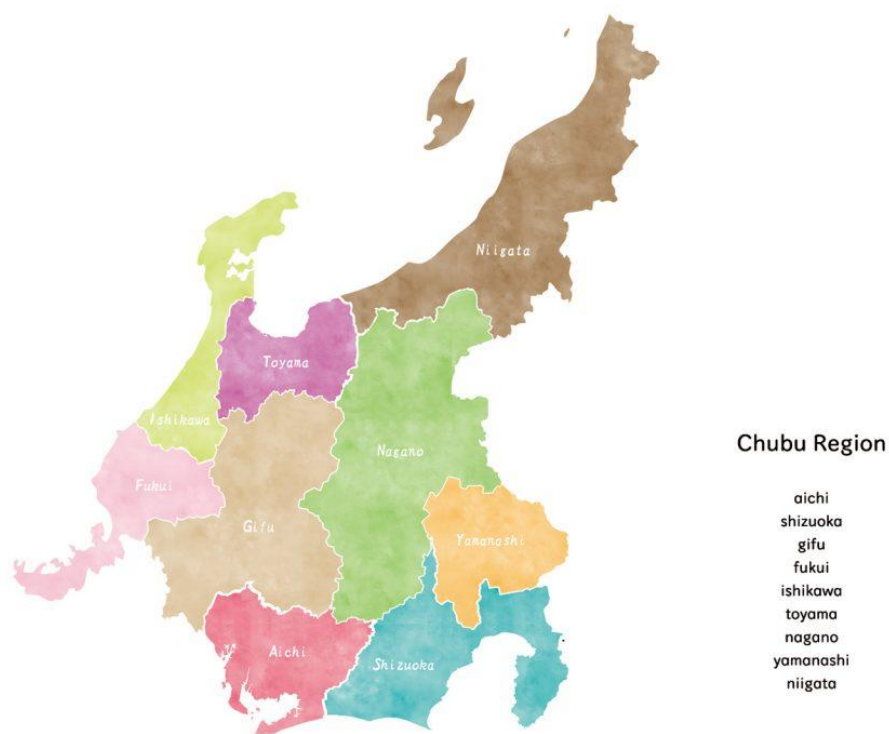 Niigata
Toyama
Ishikawa
Nagano
Fukui
Gifu
Yamanashi
Aichi
Shizuoka
Chubu Region
aichi
shizuoka
gifu
fukui
ishikawa
toyama
nagano
yamanashi
niigata